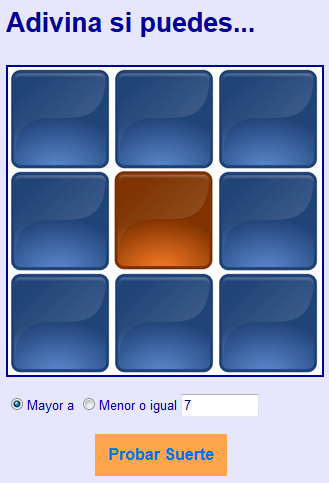 Adivina si puedes...
Mayor a Menor o igual 7
Probar Suerte